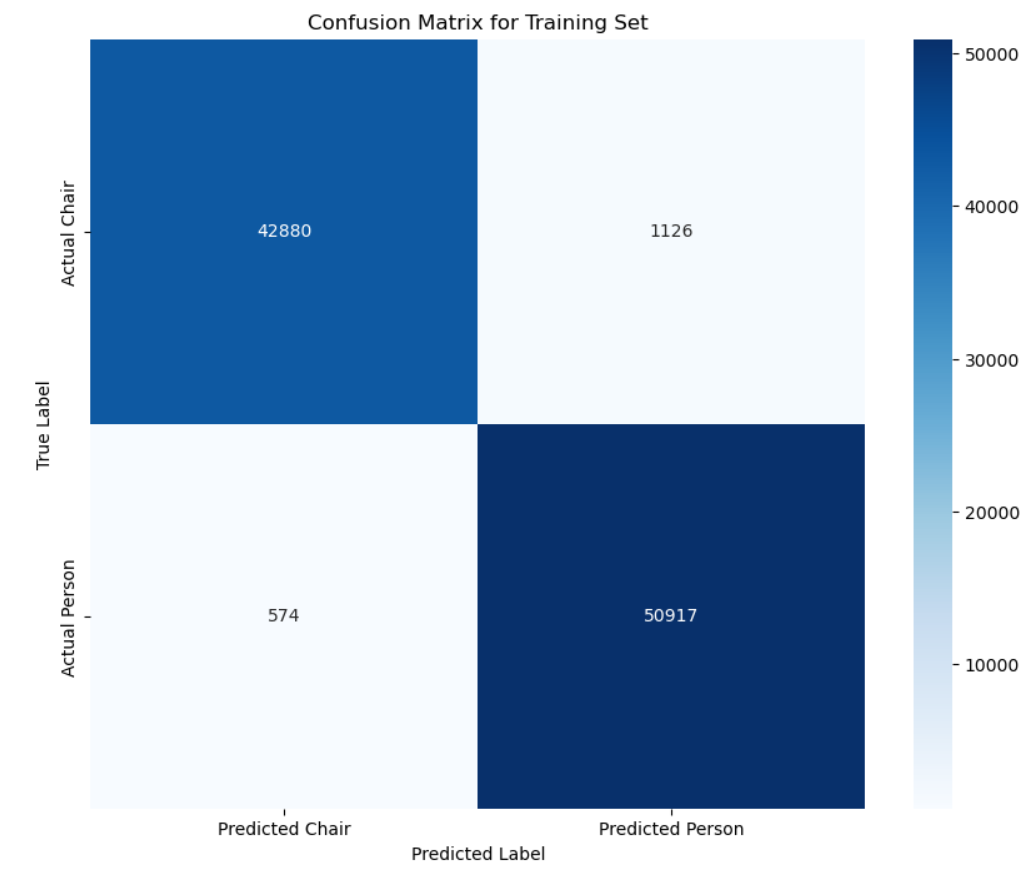 Confusion Matrix for Training Set
50000
40000
30000
20000
10000
True Label
Actual Chair
Actual Person
42880
1126
574
50917
Predicted Chair
Predicted Person
Predicted Label